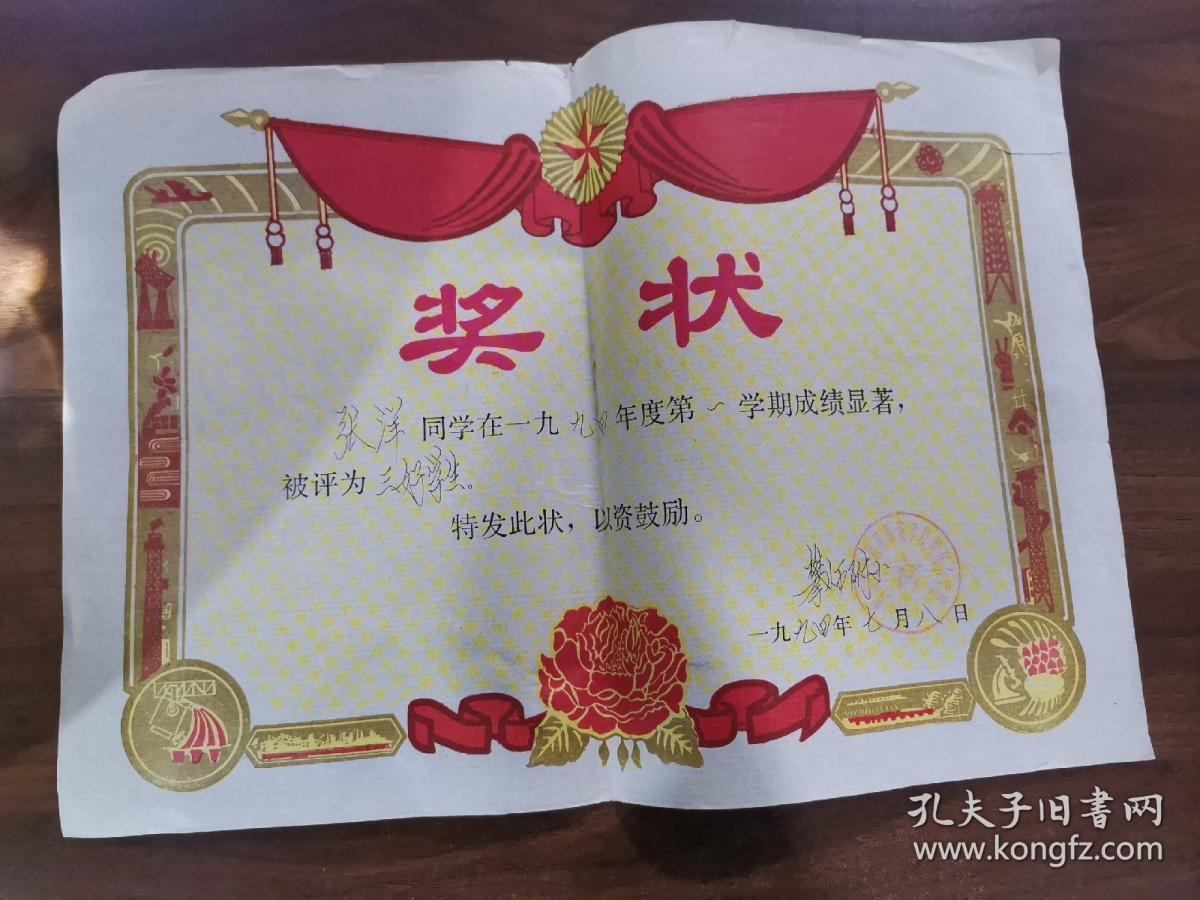 奖状
张洋同学在一九九四年度第一学期成绩显著，
被评为三好学生。
特发此状，以资鼓励。
一九九四年七月八日
孔夫子旧书网
www.kongfz.com